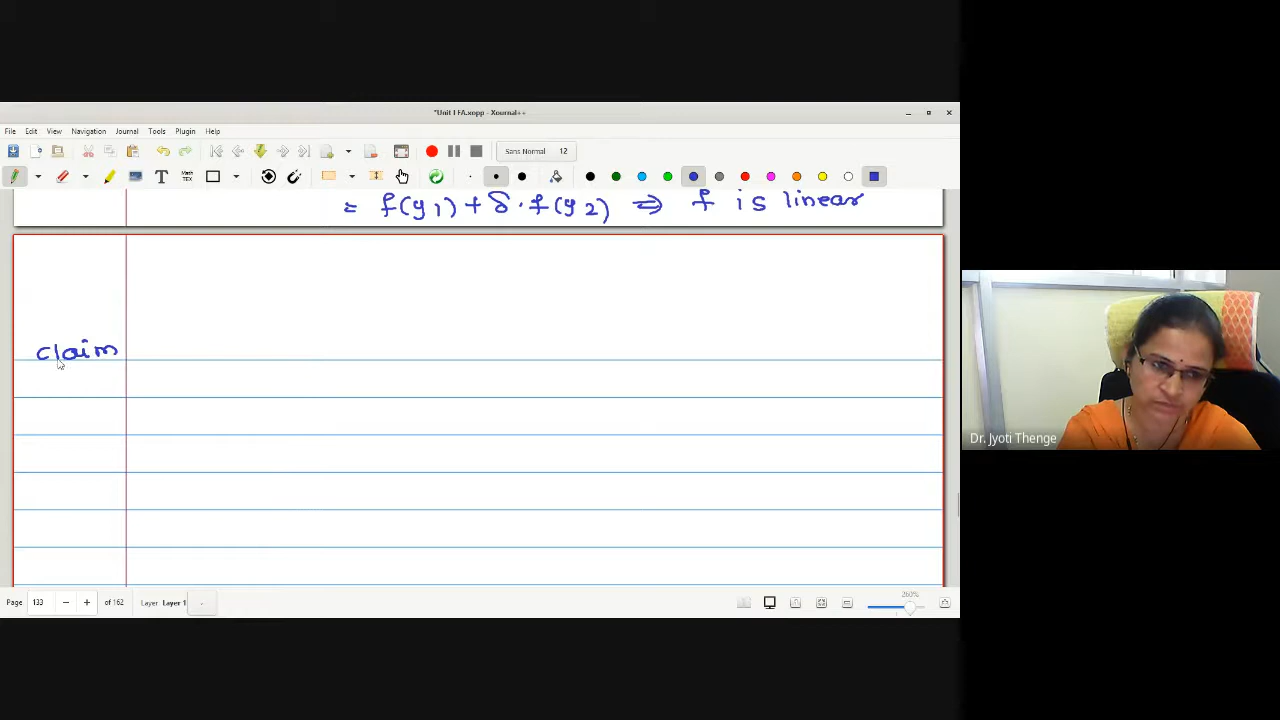 *Unit I FA.xopp - Xournal++
File Edit View Navigation Journal Tools Plugin Help
Sans Normal 12
= f(y1) + δ · f(y2) ⇒ f is linear
claim
Dr. Jyoti Thenge
Page 133 of 162 Layer Layer 1
260%